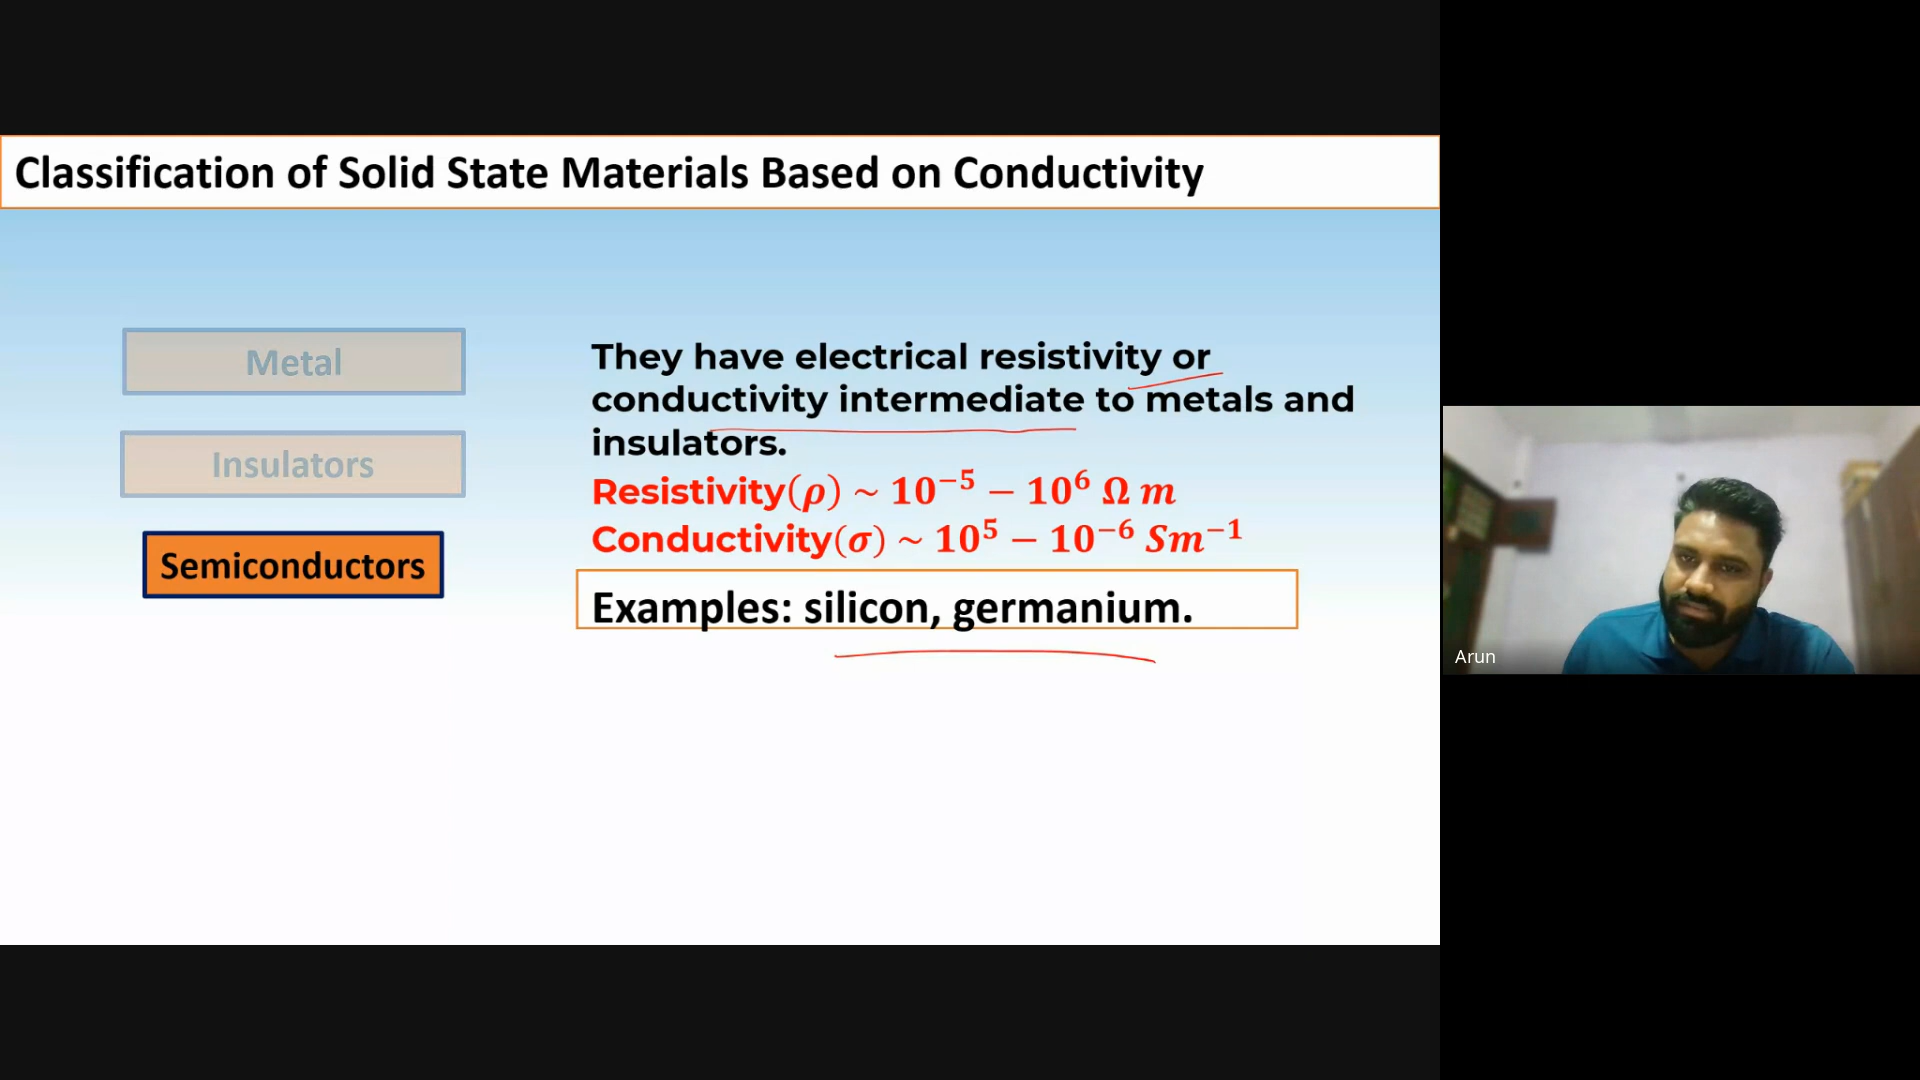 Classification of Solid State Materials Based on Conductivity
Metal
Insulators
Semiconductors
They have electrical resistivity or
conductivity intermediate to metals and
insulators.
Resistivity(ρ) ~ 10⁻⁵ − 10⁶ Ω m
Conductivity(σ) ~ 10⁵ − 10⁻⁶ Sm⁻¹
Examples: silicon, germanium.
Arun